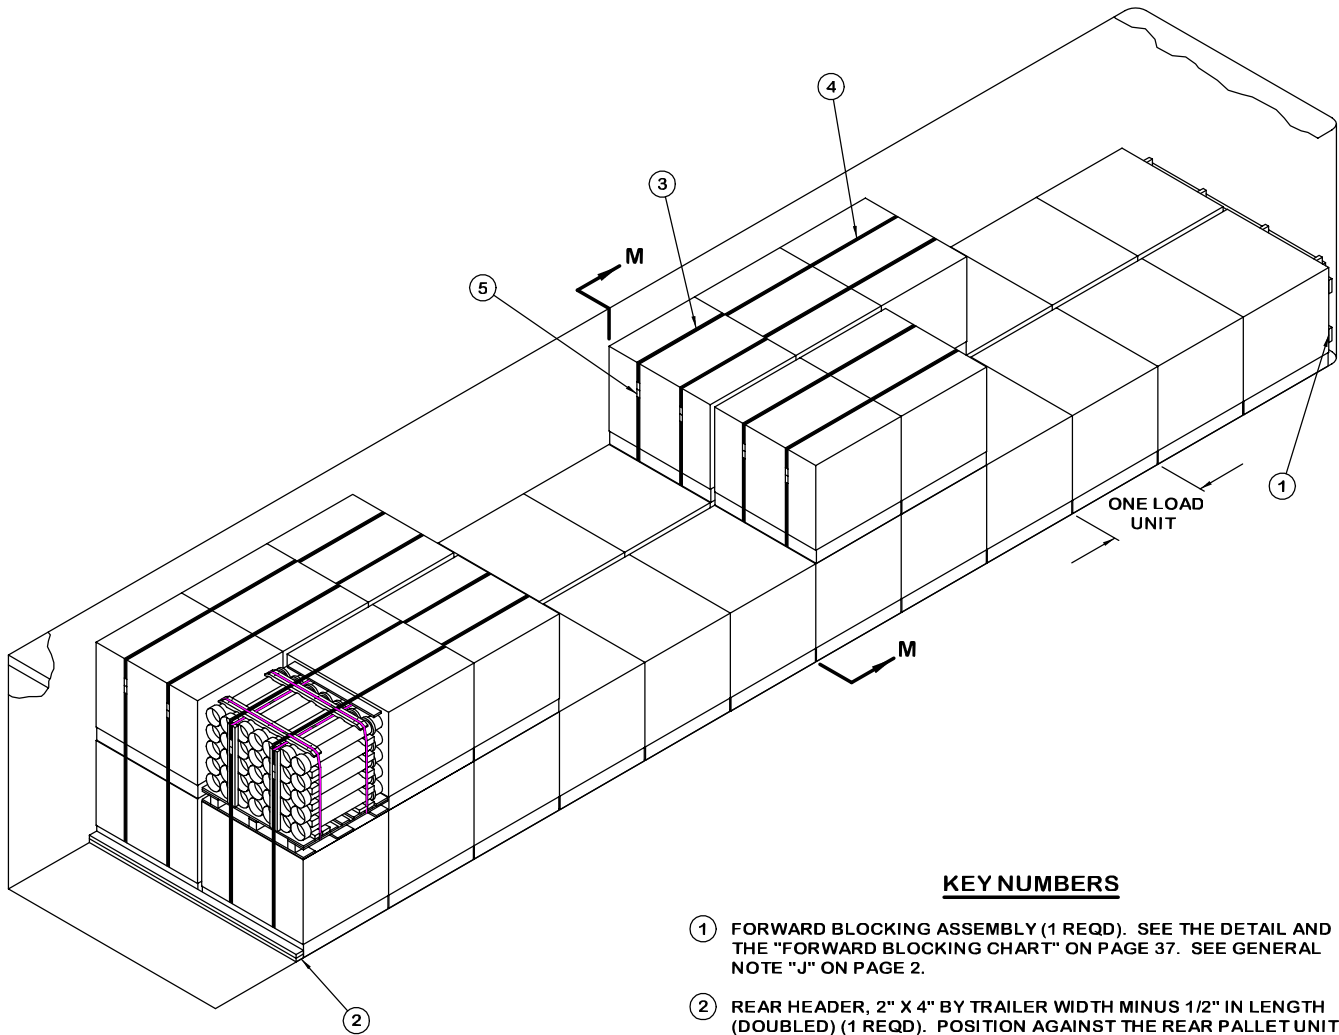 4
3
M
5
1
ONE LOAD
UNIT
M
2
KEY NUMBERS
1 FORWARD BLOCKING ASSEMBLY (1 REQD). SEE THE DETAIL AND
THE "FORWARD BLOCKING CHART" ON PAGE 37. SEE GENERAL
NOTE "J" ON PAGE 2.
2 REAR HEADER, 2" X 4" BY TRAILER WIDTH MINUS 1/2" IN LENGTH
(DOUBLED) (1 REQD). POSITION AGAINST THE REAR PALLET UNIT